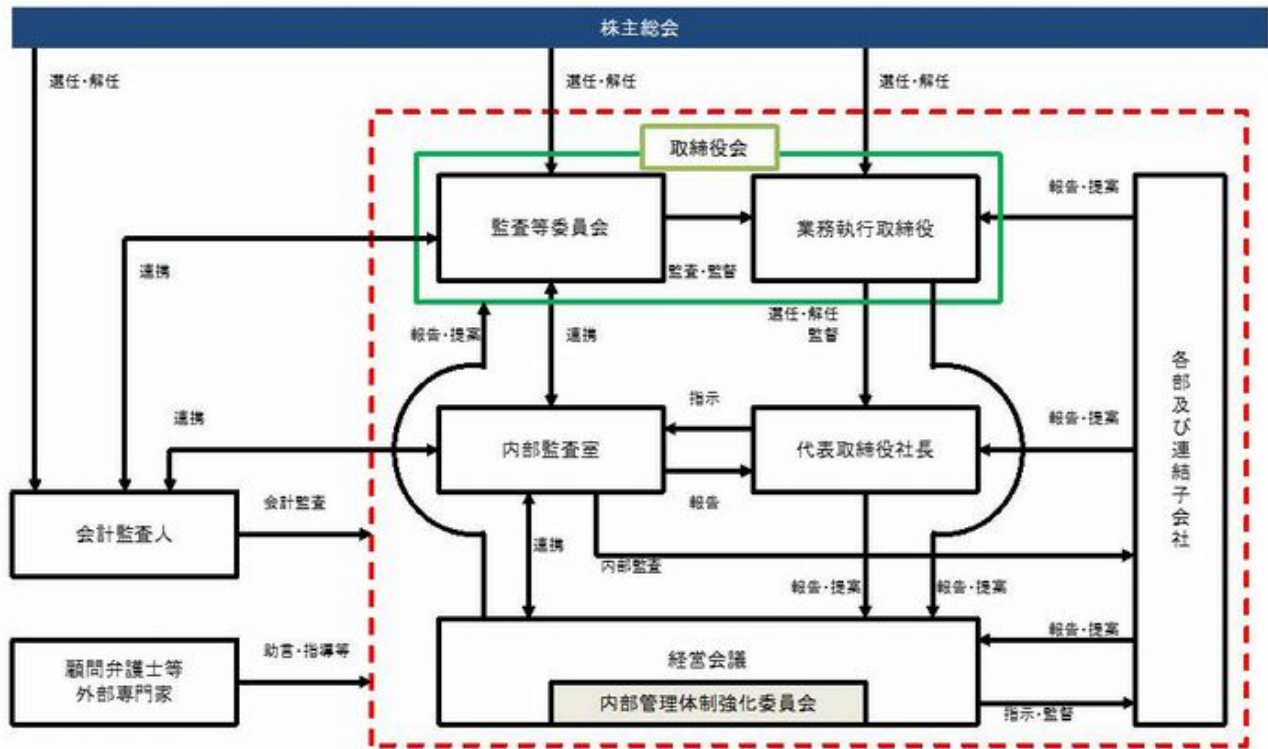 株主総会
選任・解任
選任・解任
選任・解任
取締役会
監査等委員会
業務執行取締役
報告・提案
連携
監査・監督
報告・提案
連携
選任・解任
監督
各部及び連結子会社
指示
連携
内部監査室
代表取締役社長
報告・提案
報告
会計監査
会計監査人
連携
内部監査
報告・提案
報告・提案
報告・提案
助言・指導等
顧問弁護士等
外部専門家
経営会議
内部管理体制強化委員会
指示・監督